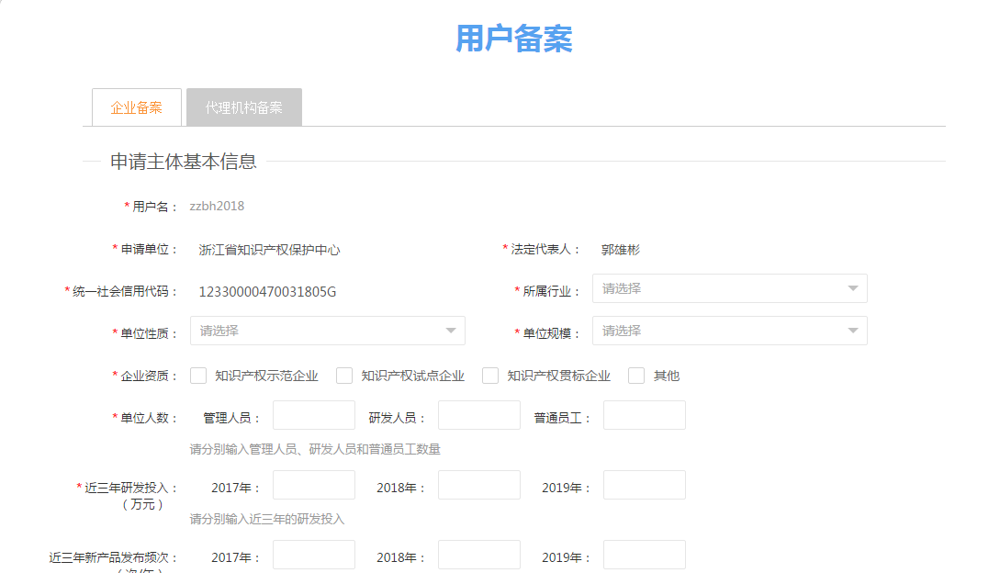 用户备案
企业备案 代理机构备案
申请主体基本信息
* 用户名： zzbh2018
* 申请单位： 浙江省知识产权保护中心 * 法定代表人： 郭雄彬
* 统一社会信用代码： 12330000470031805G * 所属行业： 请选择
* 单位性质： 请选择 * 单位规模： 请选择
* 企业资质： 知识产权示范企业 知识产权试点企业 知识产权贯标企业 其他
* 单位人数： 管理人员： 研发人员： 普通员工：
请分别输入管理人员、研发人员和普通员工数量
* 近三年研发投入： 2017年： 2018年： 2019年：
（万元）
请分别输入近三年的研发投入
近三年新产品发布频次： 2017年： 2018年： 2019年：
（次/年）